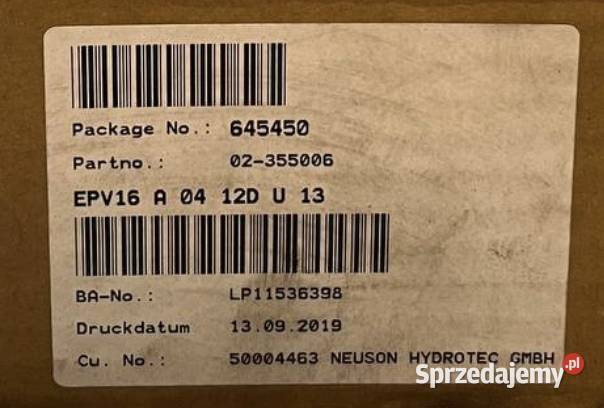 Package No.: 645450
Partno.: 02-355006
EPV16 A 04 12D U 13
BA-No.: LP11536398
Druckdatum 13.09.2019
Cu. No.: 50004463 NEUSON HYDROTEC GMBH
Sprzedajemy.pl